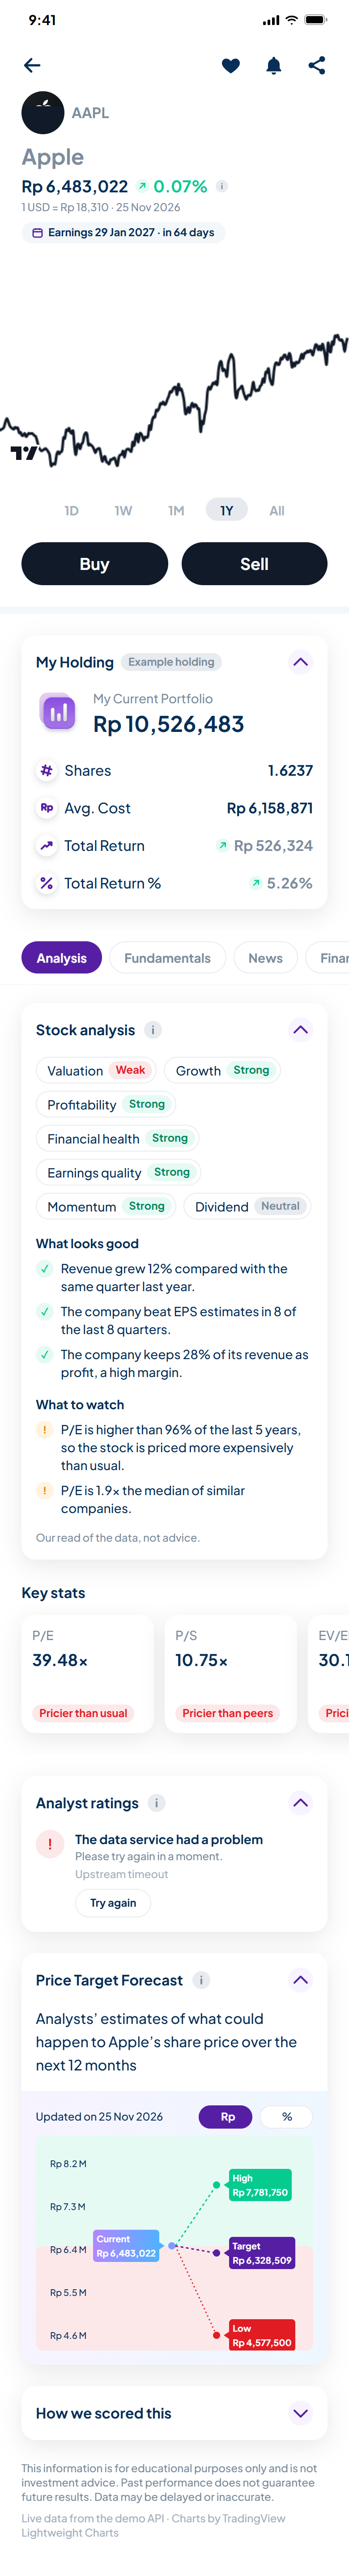 9:41
AAPL
Apple
Rp 6,483,022 0.07%
1 USD = Rp 18,310 · 25 Nov 2026
Earnings 29 Jan 2027 · in 64 days
1D 1W 1M 1Y All
Buy Sell
My Holding Example holding
My Current Portfolio
Rp 10,526,483
Shares 1.6237
Rp Avg. Cost Rp 6,158,871
Total Return Rp 526,324
Total Return % 5.26%
Analysis Fundamentals News Finan
Stock analysis
Valuation Weak Growth Strong
Profitability Strong
Financial health Strong
Earnings quality Strong
Momentum Strong Dividend Neutral
What looks good
Revenue grew 12% compared with the
same quarter last year.
The company beat EPS estimates in 8 of
the last 8 quarters.
The company keeps 28% of its revenue as
profit, a high margin.
What to watch
! P/E is higher than 96% of the last 5 years,
so the stock is priced more expensively
than usual.
! P/E is 1.9× the median of similar
companies.
Our read of the data, not advice.
Key stats
P/E P/S EV/E
39.48× 10.75× 30.1
Pricier than usual Pricier than peers Prici
Analyst ratings
! The data service had a problem
Please try again in a moment.
Upstream timeout
Try again
Price Target Forecast
Analysts’ estimates of what could
happen to Apple’s share price over the
next 12 months
Updated on 25 Nov 2026 Rp %
Rp 8.2 M
High
Rp 7,781,750
Rp 7.3 M
Current
Rp 6,483,022
Rp 6.4 M
Target
Rp 6,328,509
Rp 5.5 M
Low
Rp 4,577,500
Rp 4.6 M
How we scored this
This information is for educational purposes only and is not
investment advice. Past performance does not guarantee
future results. Data may be delayed or inaccurate.
Live data from the demo API · Charts by TradingView
Lightweight Charts